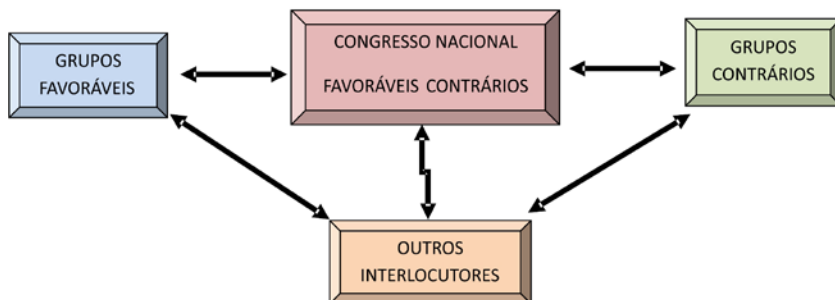 GRUPOS
FAVORÁVEIS
CONGRESSO NACIONAL
FAVORÁVEIS CONTRÁRIOS
GRUPOS
CONTRÁRIOS
OUTROS
INTERLOCUTORES